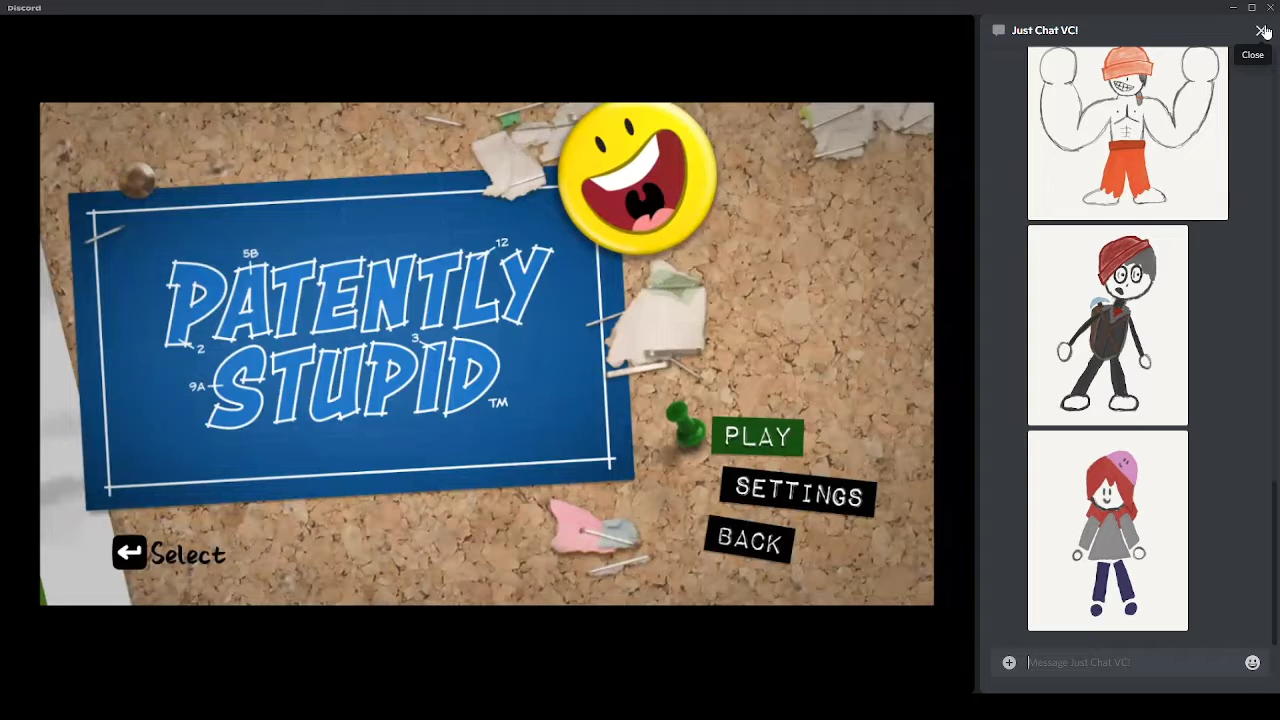 Discord
Just Chat VC!
Close
5B
12
PATENTLY
2
3
9A
STUPID
TM
PLAY
SETTINGS
BACK
Select
Message Just Chat VC!